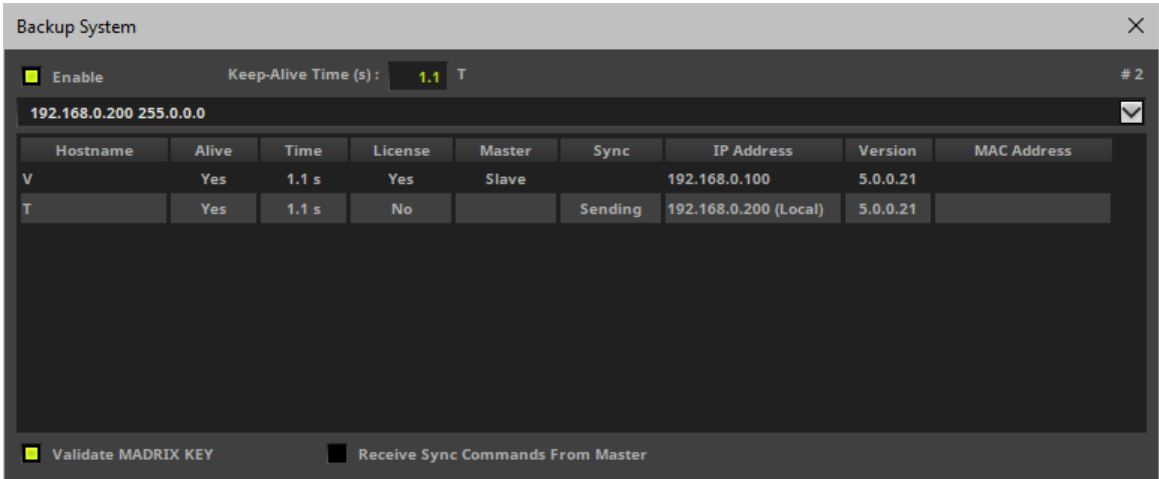 Backup System
Enable Keep-Alive Time (s) : 1.1 T # 2
192.168.0.200 255.0.0.0
Hostname Alive Time License Master Sync IP Address Version MAC Address
V Yes 1.1 s Yes Slave 192.168.0.100 5.0.0.21
T Yes 1.1 s No Sending 192.168.0.200 (Local) 5.0.0.21
Validate MADRIX KEY Receive Sync Commands From Master